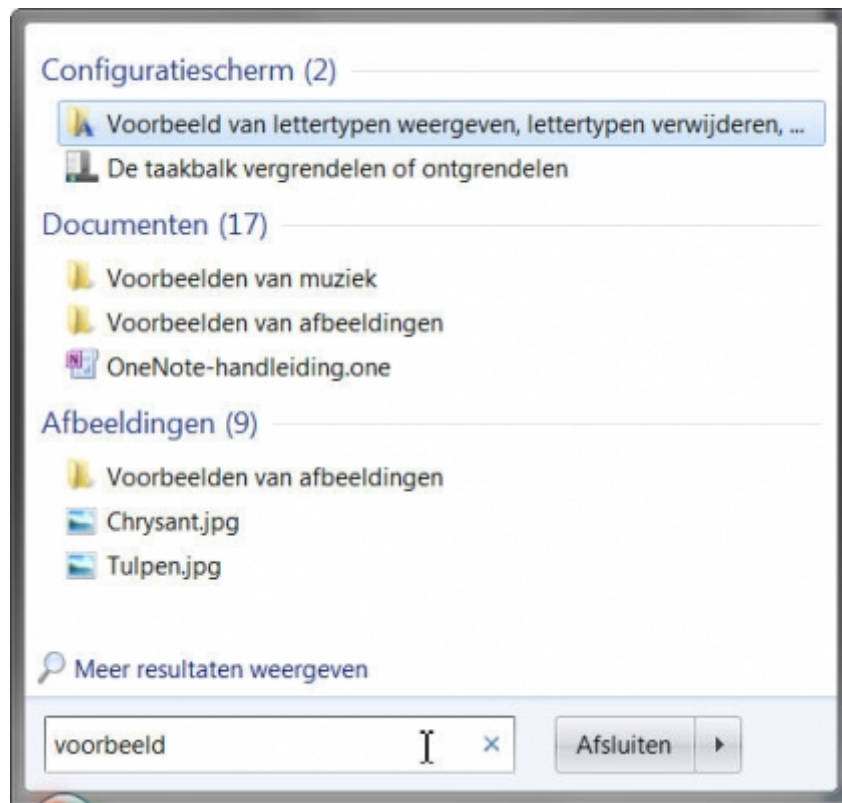 Configuratiescherm (2)
Voorbeeld van lettertypen weergeven, lettertypen verwijderen, ...
De taakbalk vergrendelen of ontgrendelen
Documenten (17)
Voorbeelden van muziek
Voorbeelden van afbeeldingen
OneNote-handleiding.one
Afbeeldingen (9)
Voorbeelden van afbeeldingen
Chrysant.jpg
Tulpen.jpg
Meer resultaten weergeven
voorbeeld
Afsluiten